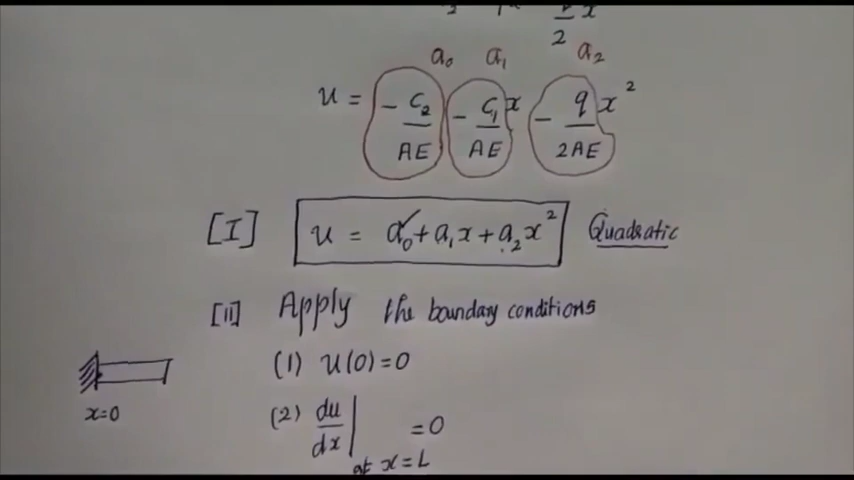 2
a₀ a₁ a₂
u = - C₂/AE - C₁/AE x - q/2AE x²
[I] u = a₀ + a₁x + a₂x² Quadratic
[II] Apply the boundary conditions
(1) u(0) = 0
x=0
(2) du/dx | = 0
at x = L